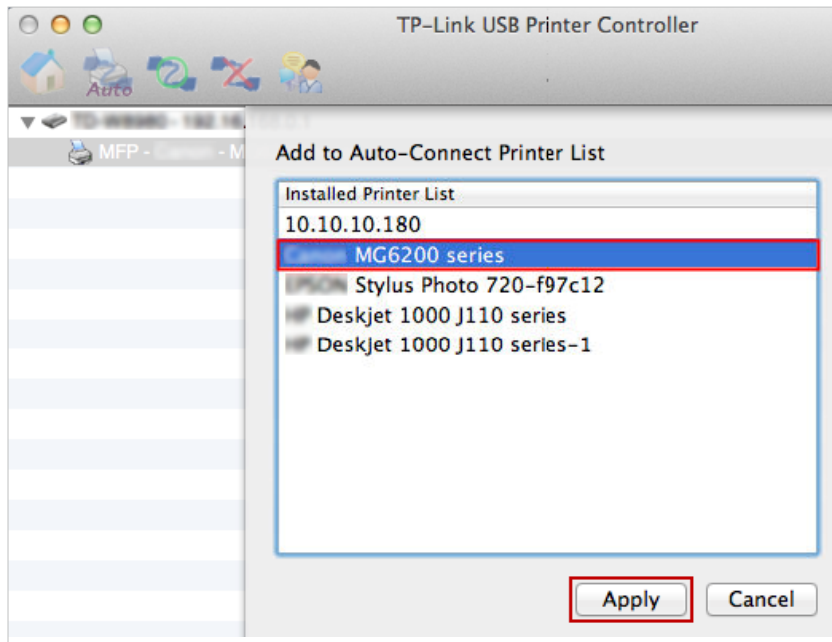 TP-Link USB Printer Controller
Auto
MFP -
- M
Add to Auto-Connect Printer List
Installed Printer List
10.10.10.180
MG6200 series
Stylus Photo 720-f97c12
Deskjet 1000 J110 series
Deskjet 1000 J110 series-1
Apply
Cancel